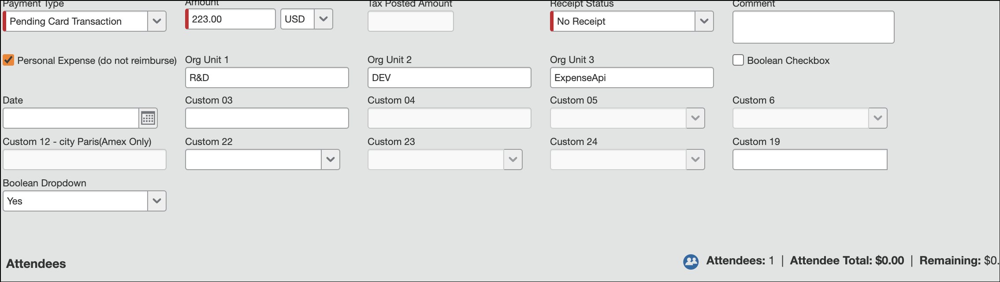 Payment Type
Amount
Tax Posted Amount
Receipt Status
Comment
Pending Card Transaction
223.00
USD
No Receipt
Personal Expense (do not reimburse)
Org Unit 1
Org Unit 2
Org Unit 3
Boolean Checkbox
R&D
DEV
ExpenseApi
Date
Custom 03
Custom 04
Custom 05
Custom 6
Custom 12 - city Paris(Amex Only)
Custom 22
Custom 23
Custom 24
Custom 19
Boolean Dropdown
Yes
Attendees
Attendees: 1 | Attendee Total: $0.00 | Remaining: $0.